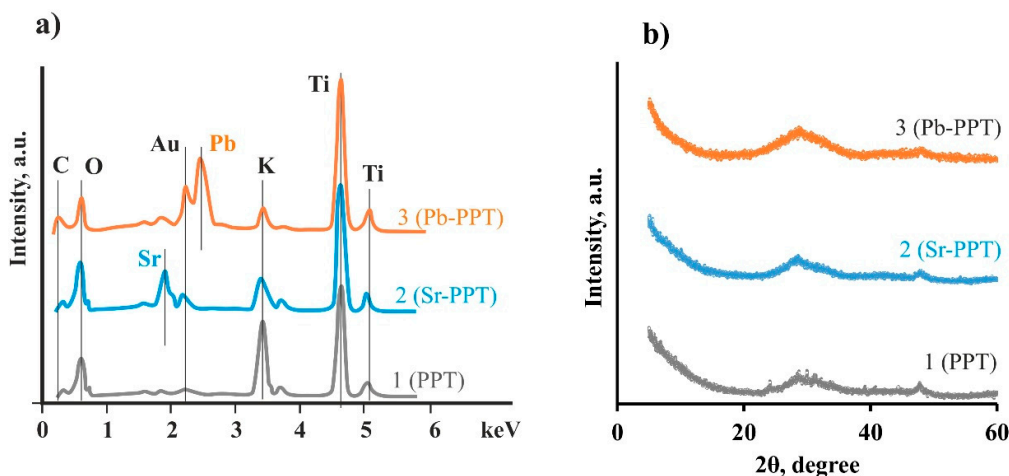 a)
Intensity, a.u.
C
O
Au
Pb
Sr
K
Ti
Ti
3 (Pb-PPT)
2 (Sr-PPT)
1 (PPT)
0 1 2 3 4 5 6 keV
b)
Intensity, a.u.
3 (Pb-PPT)
2 (Sr-PPT)
1 (PPT)
0 20 40 60
2θ, degree